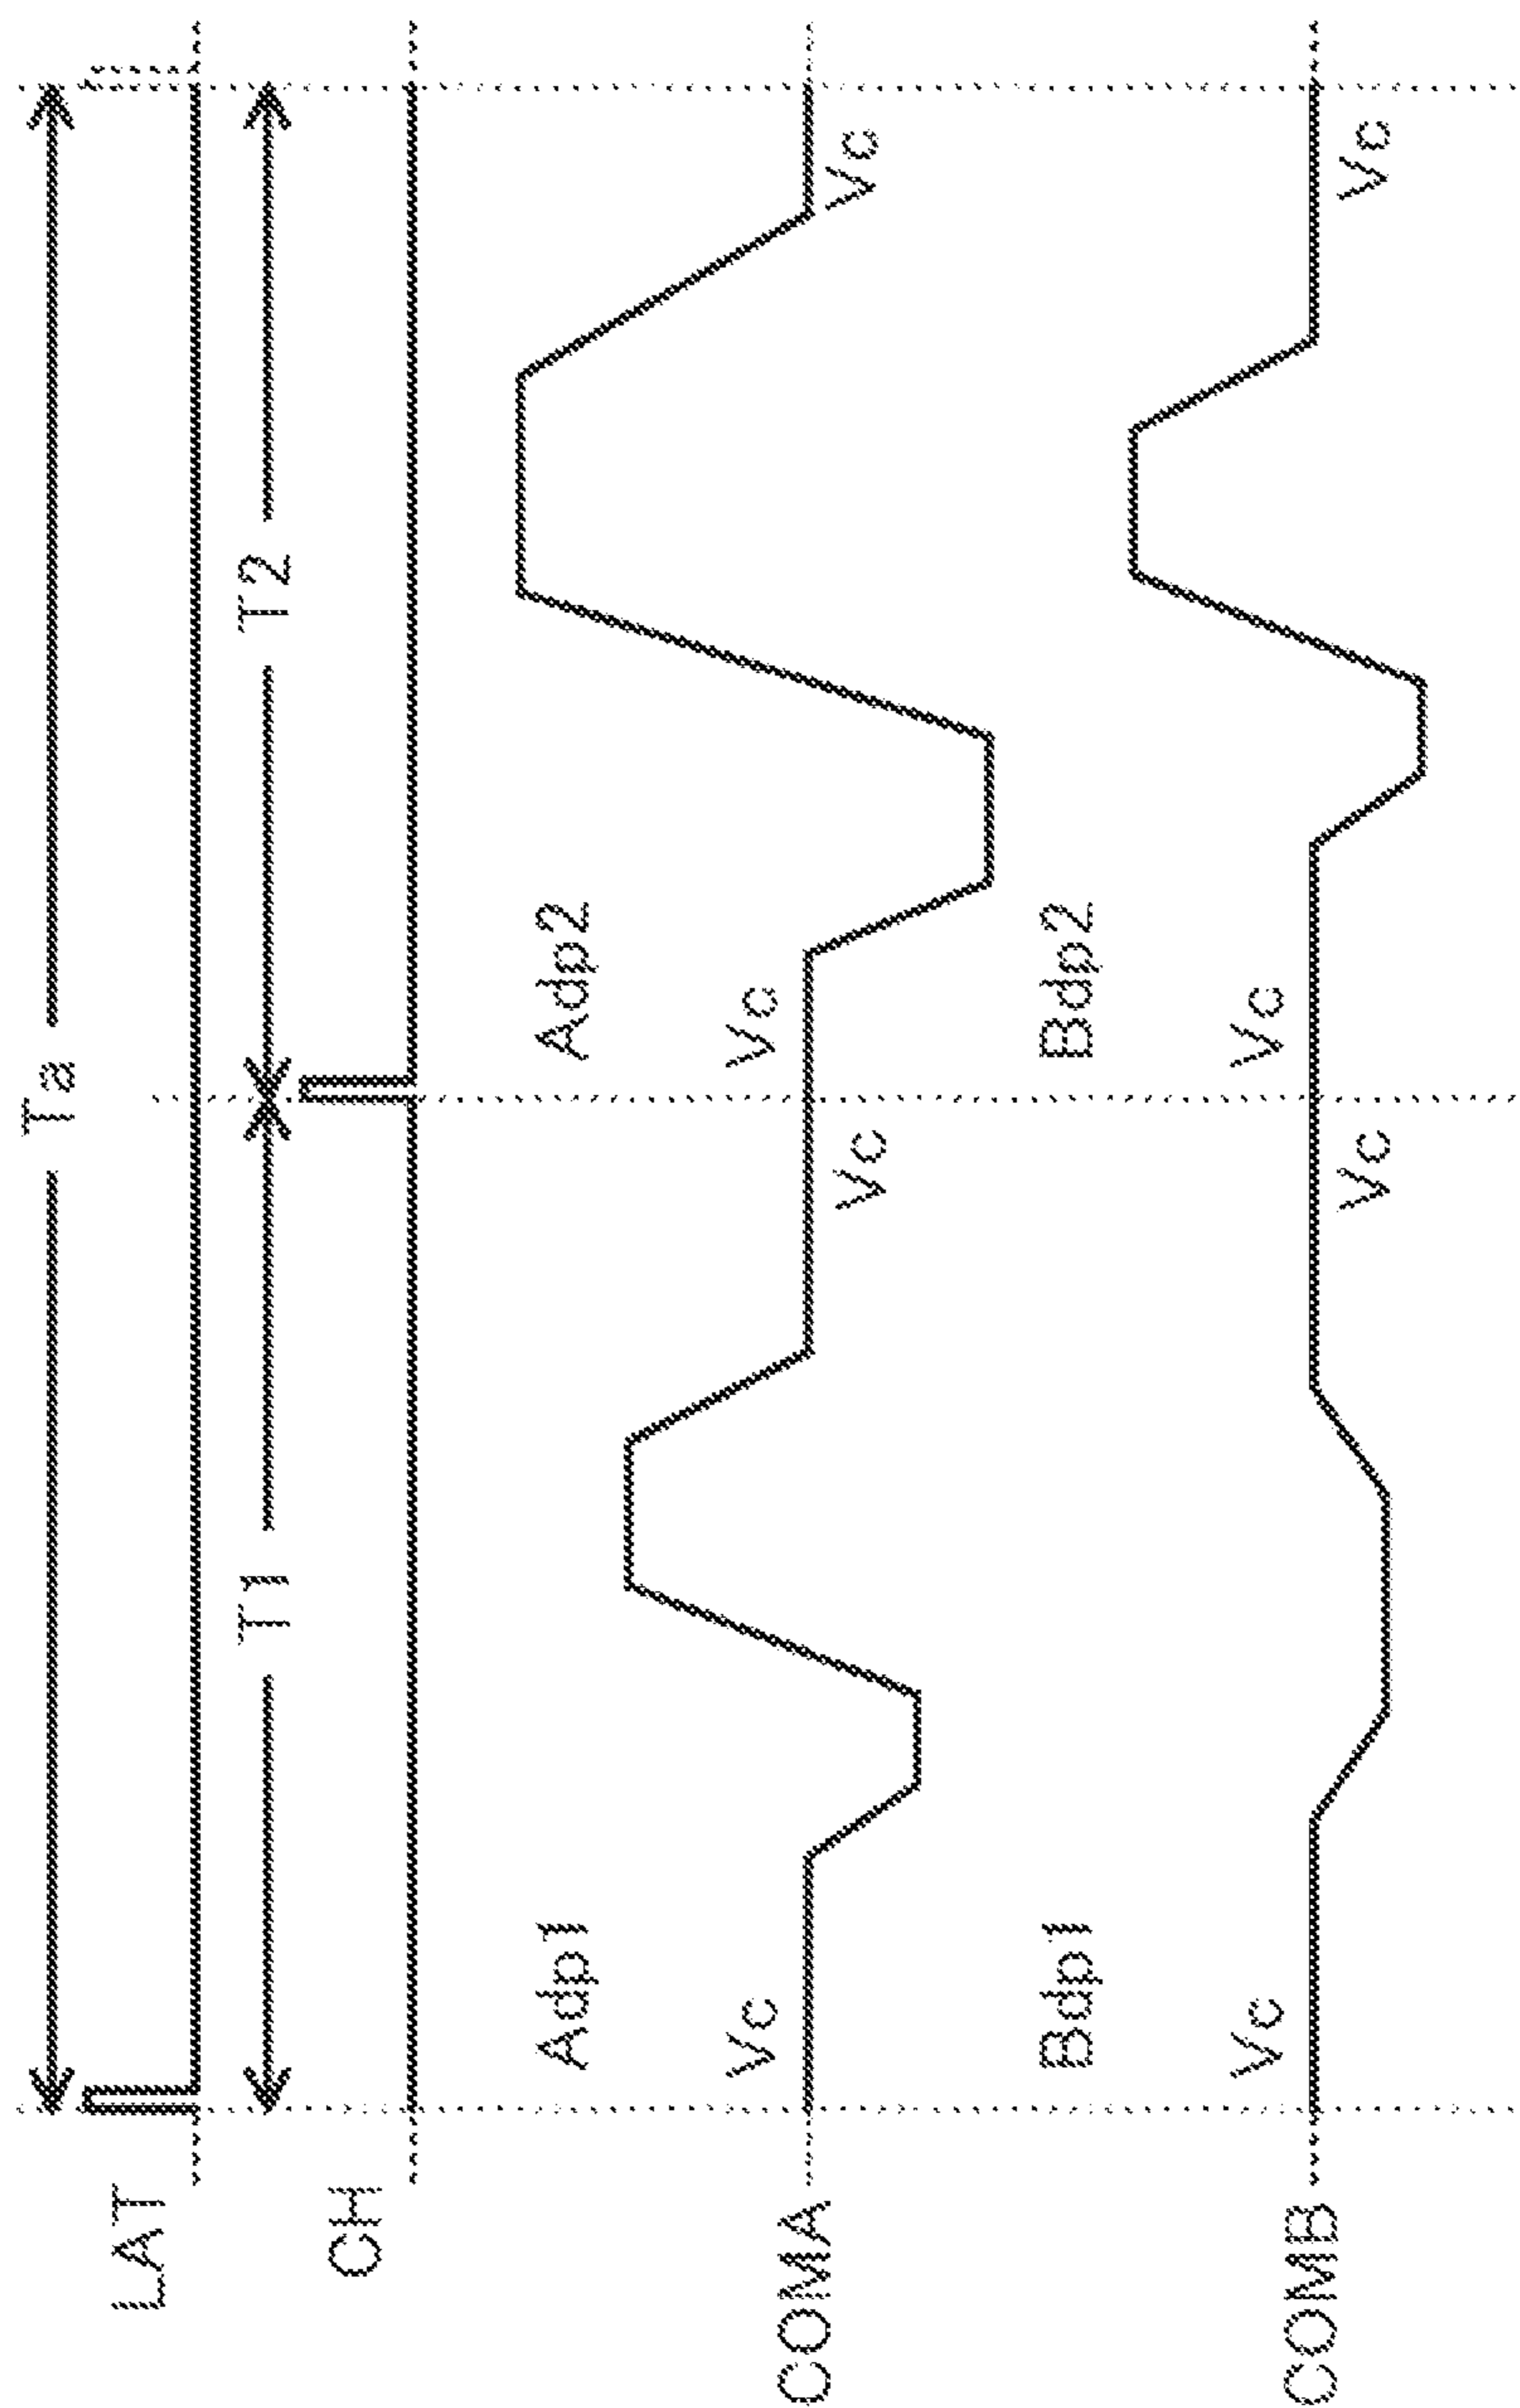 Ta
LAT
T1 T2
CH
Adp1 Adp2
Vc Vc
COMA
Vc Vc
Bdp1 Bdp2
Vc Vc
COMB
Vc Vc